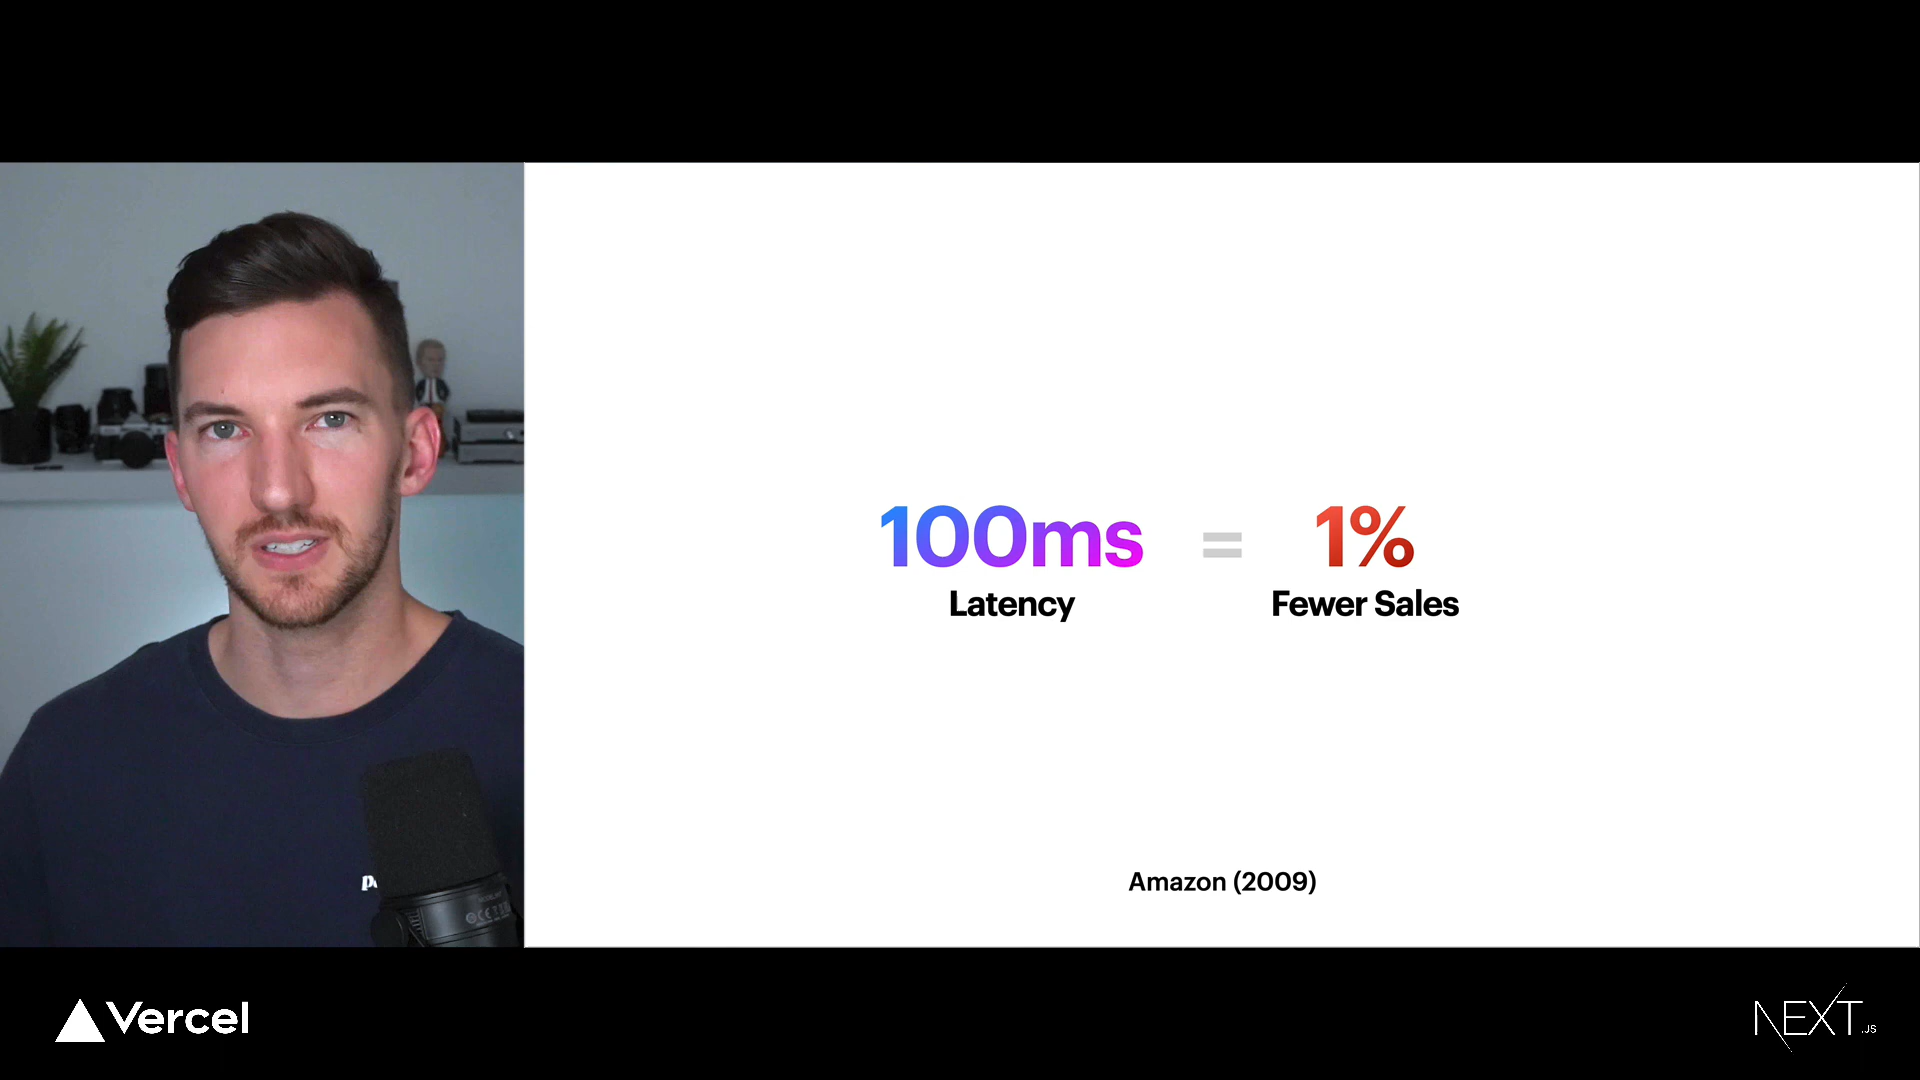 100ms = 1%
Latency Fewer Sales
Amazon (2009)
Vercel
NEXT.JS